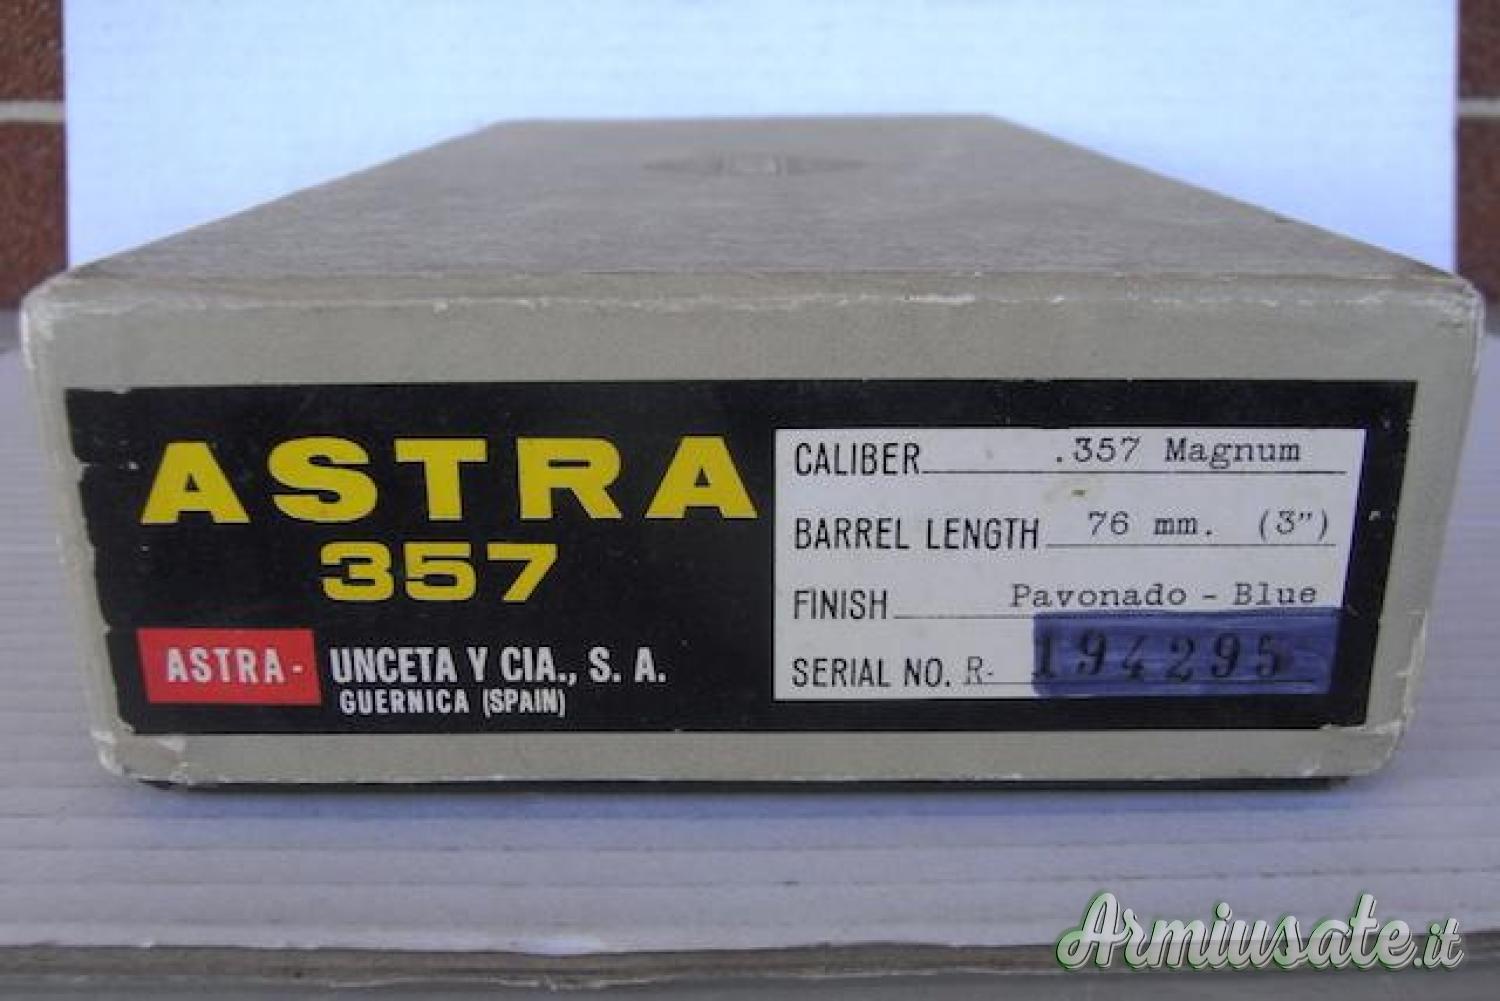 ASTRA
357
ASTRA- UNCETA Y CIA., S. A.
GUERNICA (SPAIN)
CALIBER .357 Magnum
BARREL LENGTH 76 mm. (3")
FINISH Pavonado - Blue
SERIAL NO. R- 194295
Armiusate.it